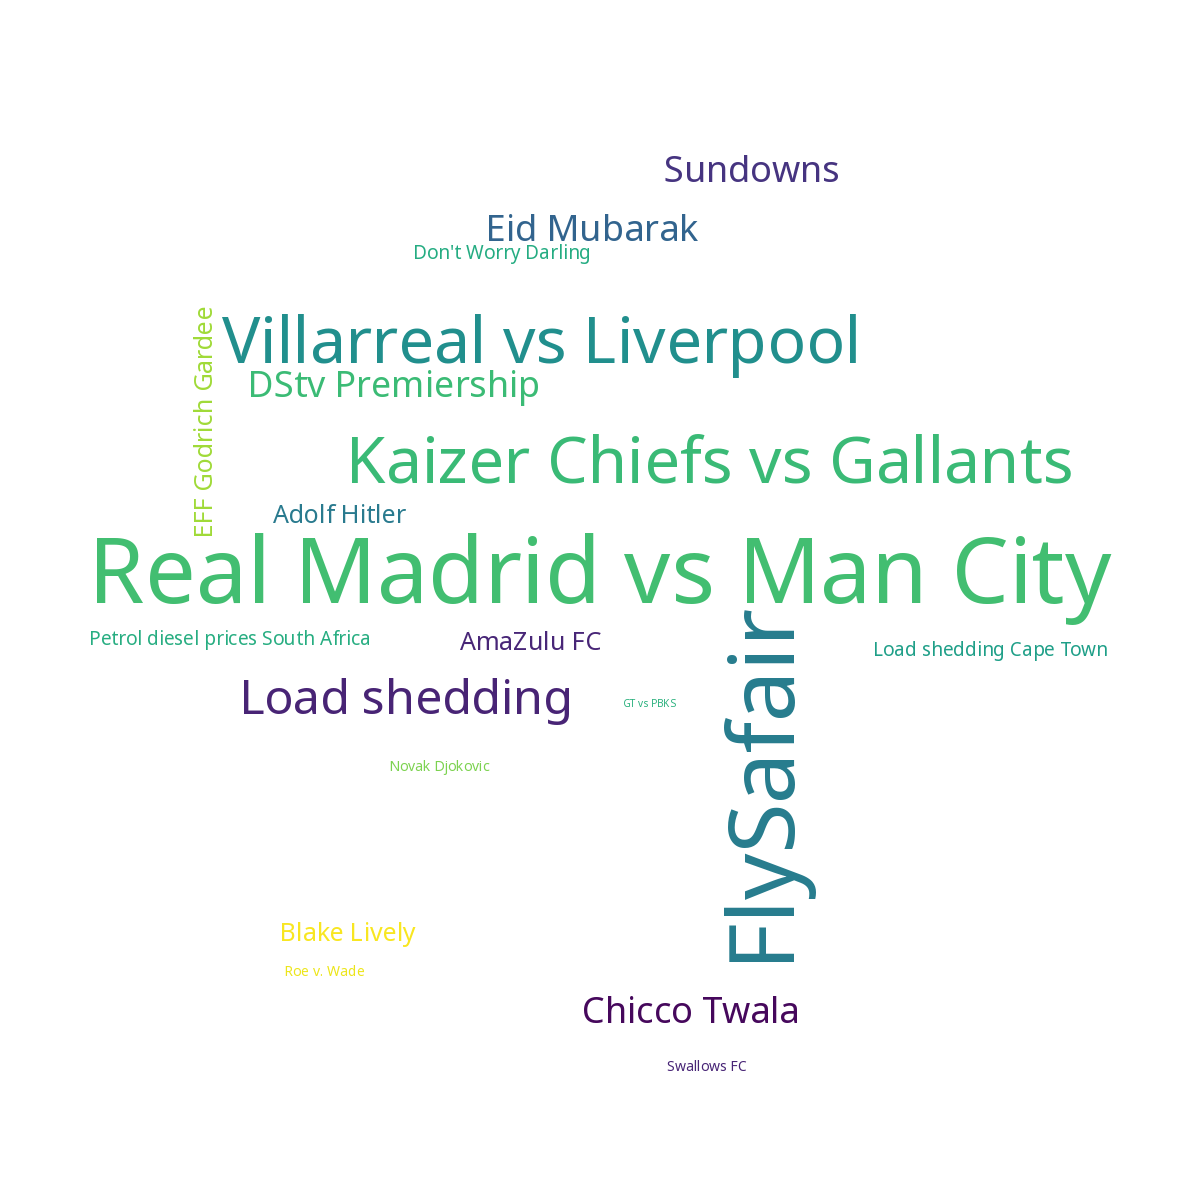 Sundowns
Eid Mubarak
Don't Worry Darling
EFF Godrich Gardee
Villarreal vs Liverpool
DStv Premiership
Kaizer Chiefs vs Gallants
Adolf Hitler
Real Madrid vs Man City
Petrol diesel prices South Africa
AmaZulu FC
FlySafair
Load shedding Cape Town
Load shedding
GT vs PBKS
Novak Djokovic
Blake Lively
Roe v. Wade
Chicco Twala
Swallows FC